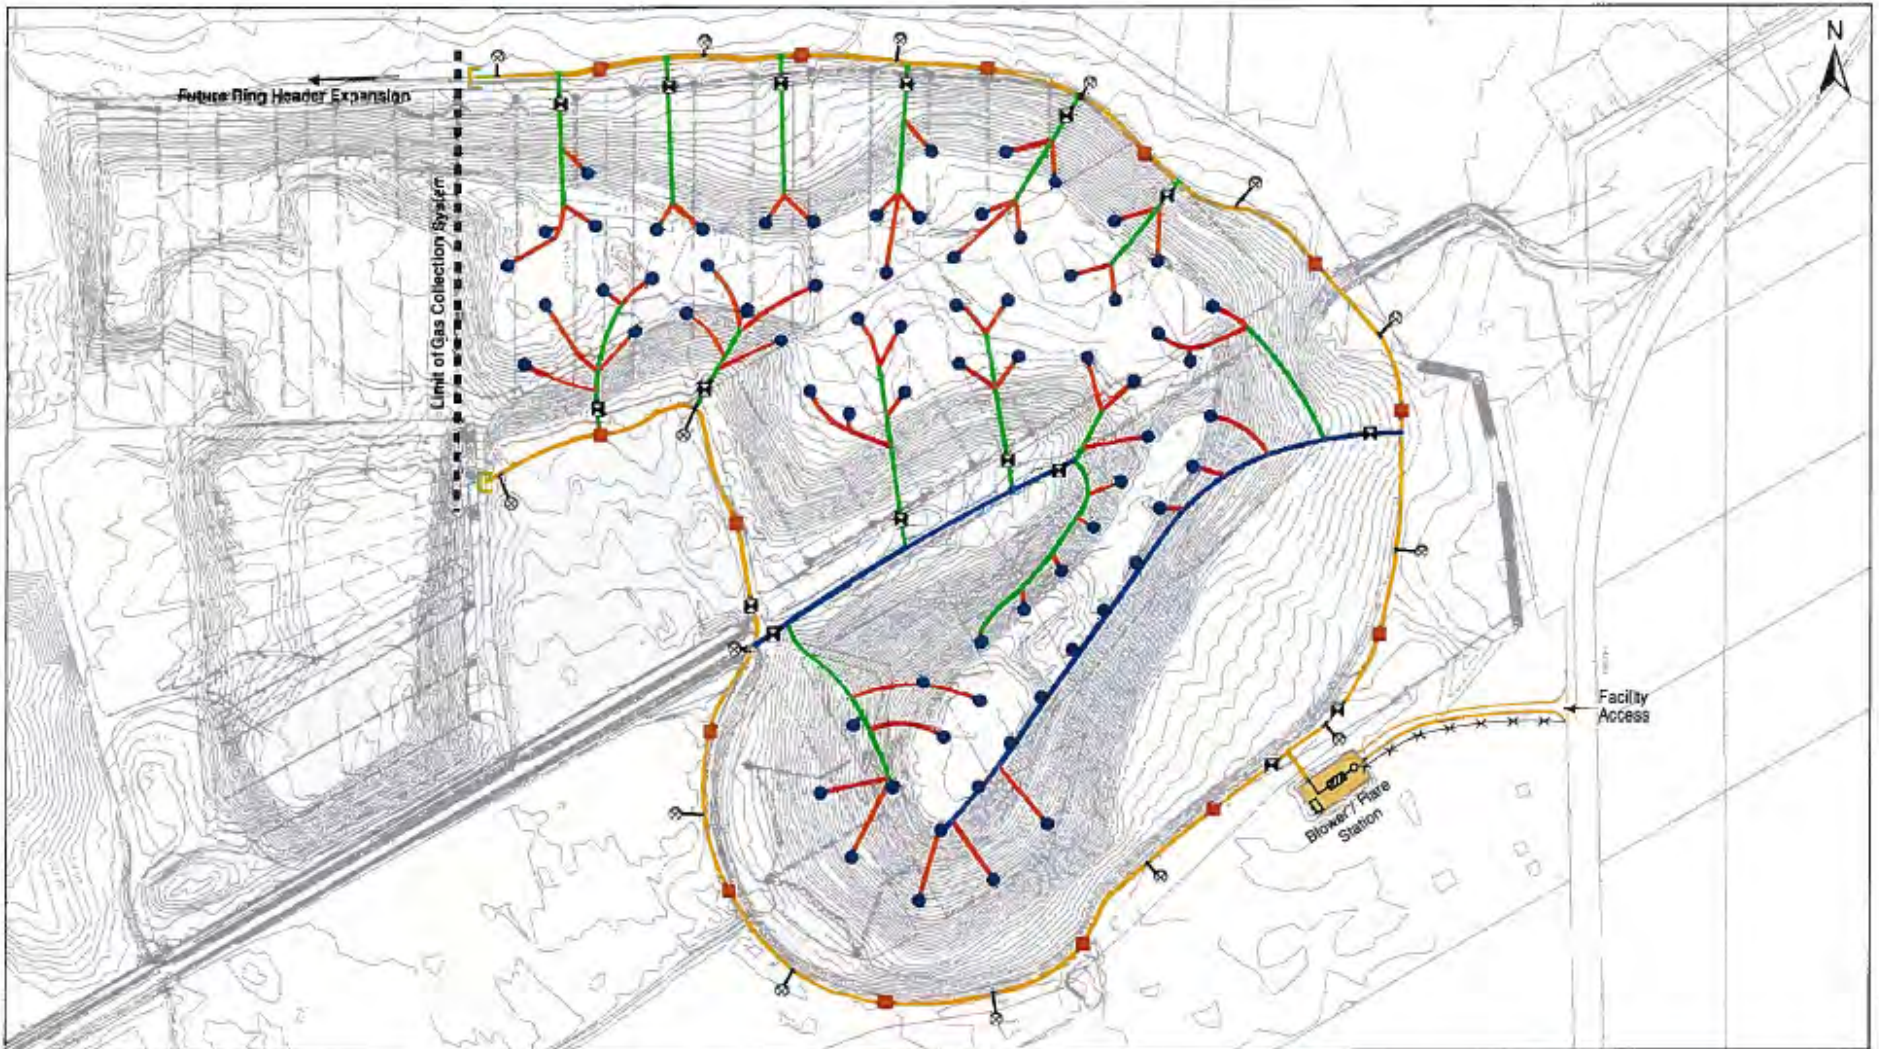 N
Future Ring Header Expansion
Limit of Gas Collection System
Facility
Access
Blower / Flare
Station